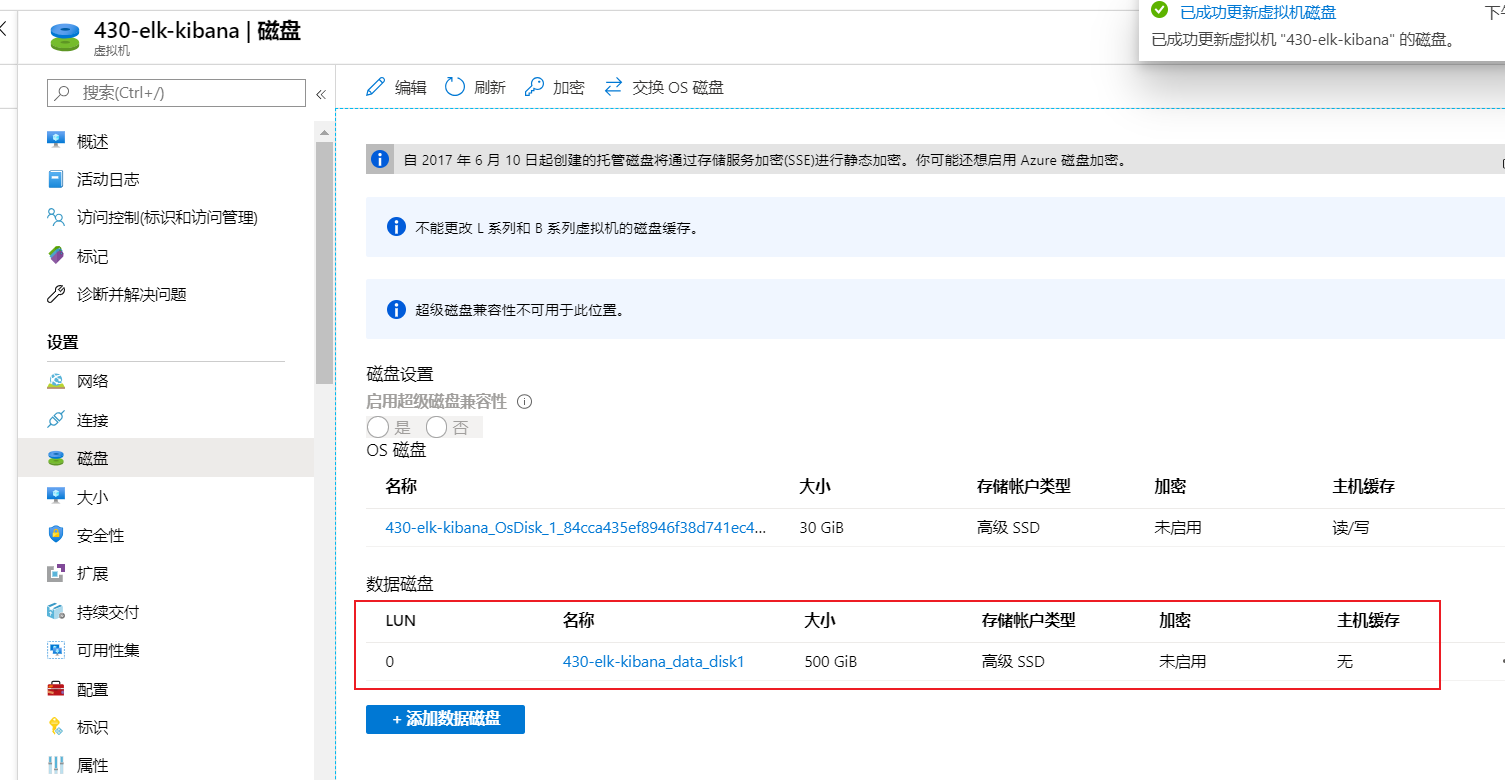 430-elk-kibana | 磁盘
虚拟机
已成功更新虚拟机磁盘
已成功更新虚拟机 "430-elk-kibana" 的磁盘。
搜索(Ctrl+/)
«
编辑 刷新 加密 交换 OS 磁盘
概述
活动日志
访问控制(标识和访问管理)
标记
诊断并解决问题
设置
网络
连接
磁盘
大小
安全性
扩展
持续交付
可用性集
配置
标识
属性
自 2017 年 6 月 10 日起创建的托管磁盘将通过存储服务加密(SSE)进行静态加密。你可能还想启用 Azure 磁盘加密。
不能更改 L 系列和 B 系列虚拟机的磁盘缓存。
超级磁盘兼容性不可用于此位置。
磁盘设置
启用超级磁盘兼容性
是 否
OS 磁盘
名称 大小 存储帐户类型 加密 主机缓存
430-elk-kibana_OsDisk_1_84cca435ef8946f38d741ec4... 30 GiB 高级 SSD 未启用 读/写
数据磁盘
LUN 名称 大小 存储帐户类型 加密 主机缓存
0 430-elk-kibana_data_disk1 500 GiB 高级 SSD 未启用 无
+ 添加数据磁盘